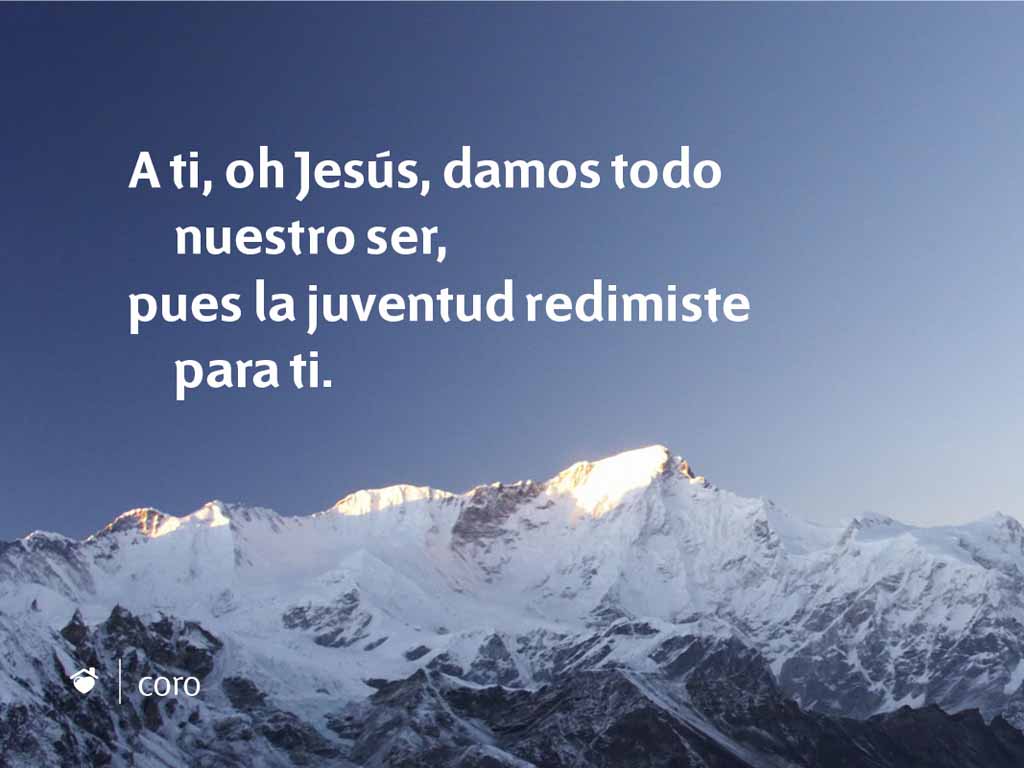 A ti, oh Jesús, damos todo
nuestro ser,
pues la juventud redimiste
para ti.
coro